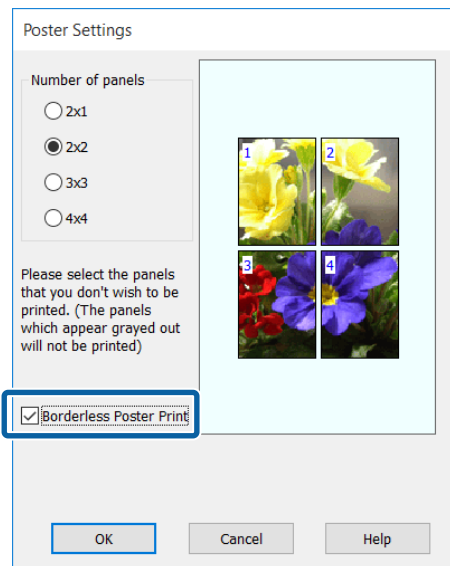 Poster Settings
Number of panels
2x1
2x2
3x3
4x4
Please select the panels
that you don't wish to be
printed. (The panels
which appear grayed out
will not be printed)
Borderless Poster Print
1
2
3
4
OK
Cancel
Help